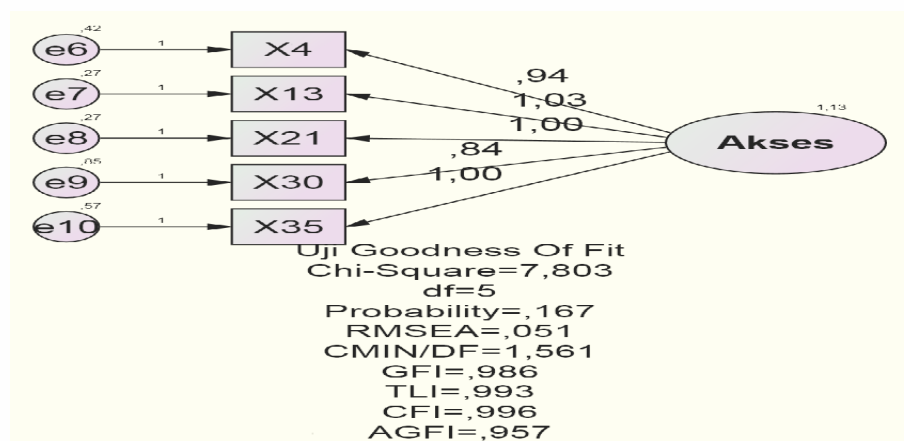 ,42
e6 1 X4
,94
,27
e7 1 X13
1,03
,27
e8 1 X21
1,00
1,13
Akses
,84
e9 1 X30
1,00
,57
e10 1 X35
Uji Goodness Of Fit
Chi-Square=7,803
df=5
Probability=,167
RMSEA=,051
CMIN/DF=1,561
GFI=,986
TLI=,993
CFI=,996
AGFI=,957